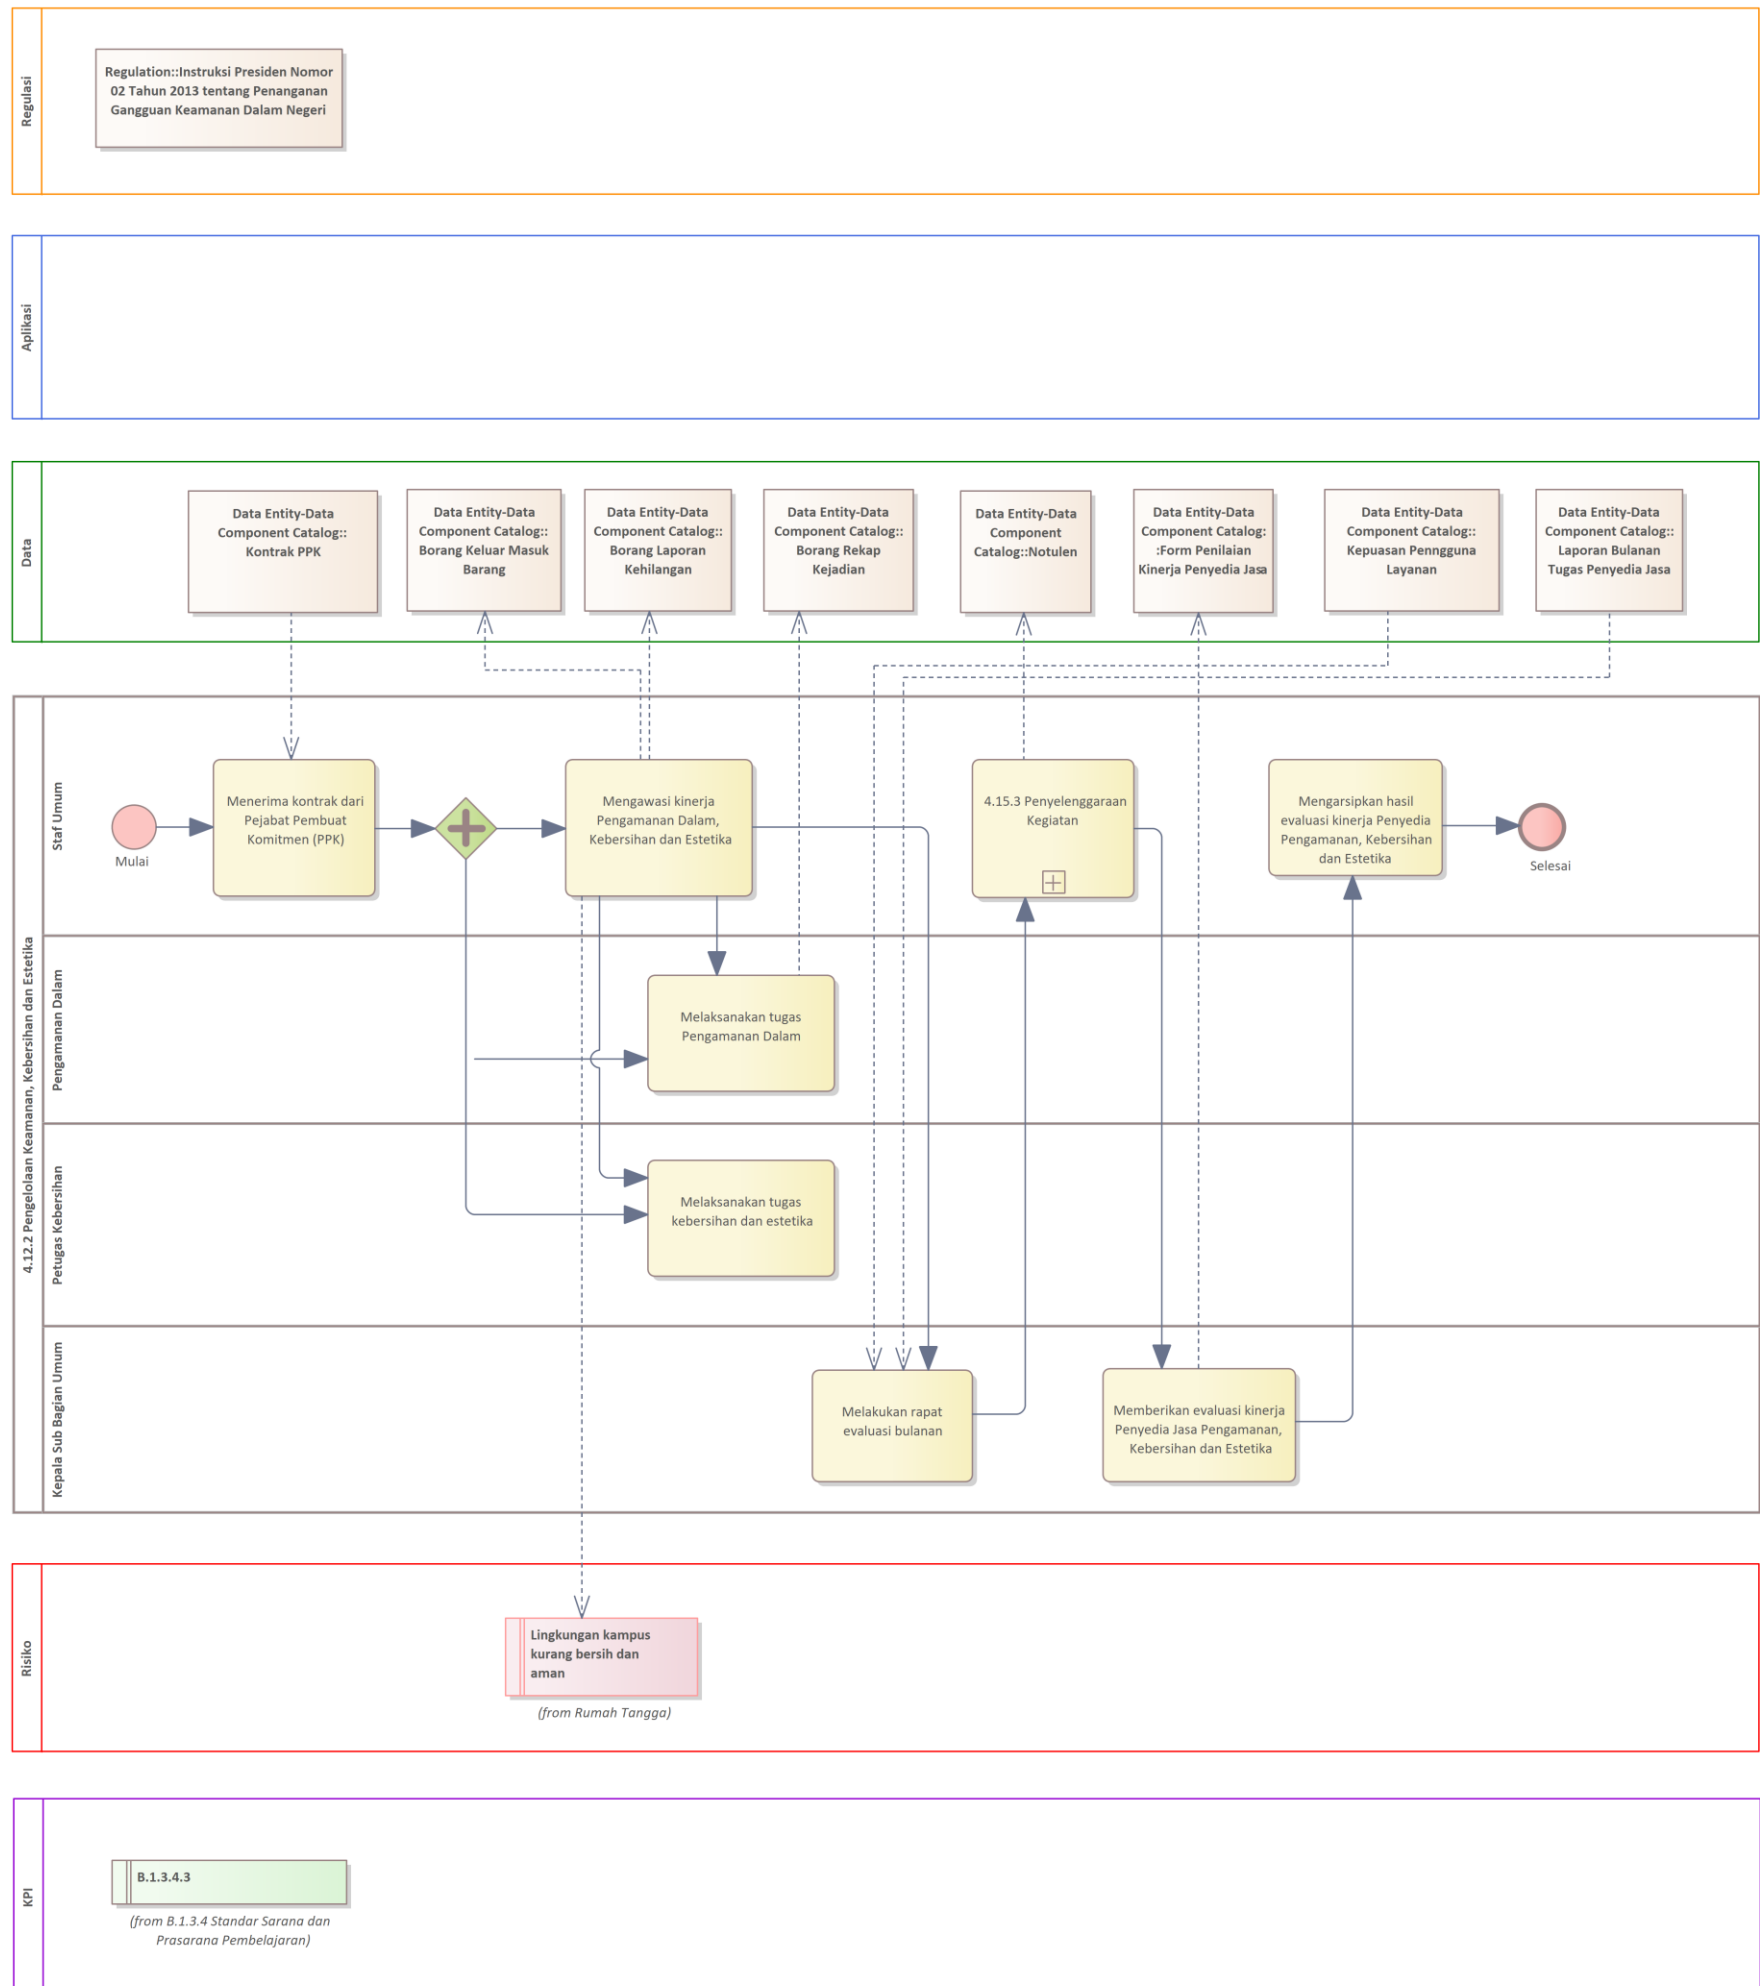 Regulasi
Regulation::Instruksi Presiden Nomor
02 Tahun 2013 tentang Penanganan
Gangguan Keamanan Dalam Negeri
Aplikasi
Data
Data Entity-Data
Component Catalog::
Kontrak PPK
Data Entity-Data
Component Catalog::
Borang Keluar Masuk
Barang
Data Entity-Data
Component Catalog::
Borang Laporan
Kehilangan
Data Entity-Data
Component Catalog::
Borang Rekap
Kejadian
Data Entity-Data
Component
Catalog::Notulen
Data Entity-Data
Component Catalog:
:Form Penilaian
Kinerja Penyedia Jasa
Data Entity-Data
Component Catalog::
Kepuasan Penngguna
Layanan
Data Entity-Data
Component Catalog::
Laporan Bulanan
Tugas Penyedia Jasa
4.12.2 Pengelolaan Keamanan, Kebersihan dan Estetika
Staf Umum
Mulai
Menerima kontrak dari
Pejabat Pembuat
Komitmen (PPK)
Mengawasi kinerja
Pengamanan Dalam,
Kebersihan dan Estetika
4.15.3 Penyelenggaraan
Kegiatan
Mengarsipkan hasil
evaluasi kinerja Penyedia
Pengamanan, Kebersihan
dan Estetika
Selesai
Pengamanan Dalam
Melaksanakan tugas
Pengamanan Dalam
Petugas Kebersihan
Melaksanakan tugas
kebersihan dan estetika
Kepala Sub Bagian Umum
Melakukan rapat
evaluasi bulanan
Memberikan evaluasi kinerja
Penyedia Jasa Pengamanan,
Kebersihan dan Estetika
Risiko
Lingkungan kampus
kurang bersih dan
aman
(from Rumah Tangga)
KPI
B.1.3.4.3
(from B.1.3.4 Standar Sarana dan
Prasarana Pembelajaran)